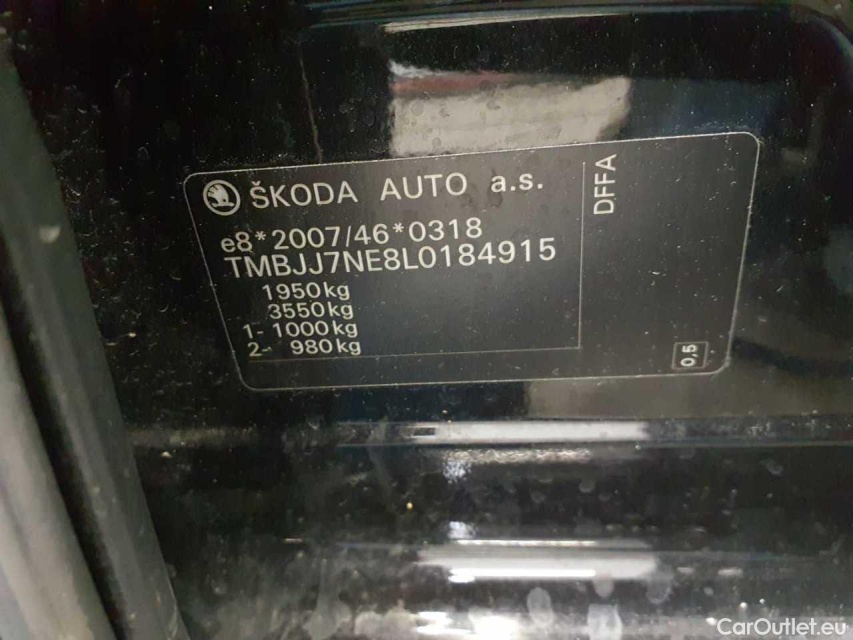 ŠKODA AUTO a.s.
e8*2007/46*0318
TMBJJ7NE8L0184915
1950kg
3550kg
1- 1000kg
2- 980kg
DFFA
0,5
CarOutlet.eu